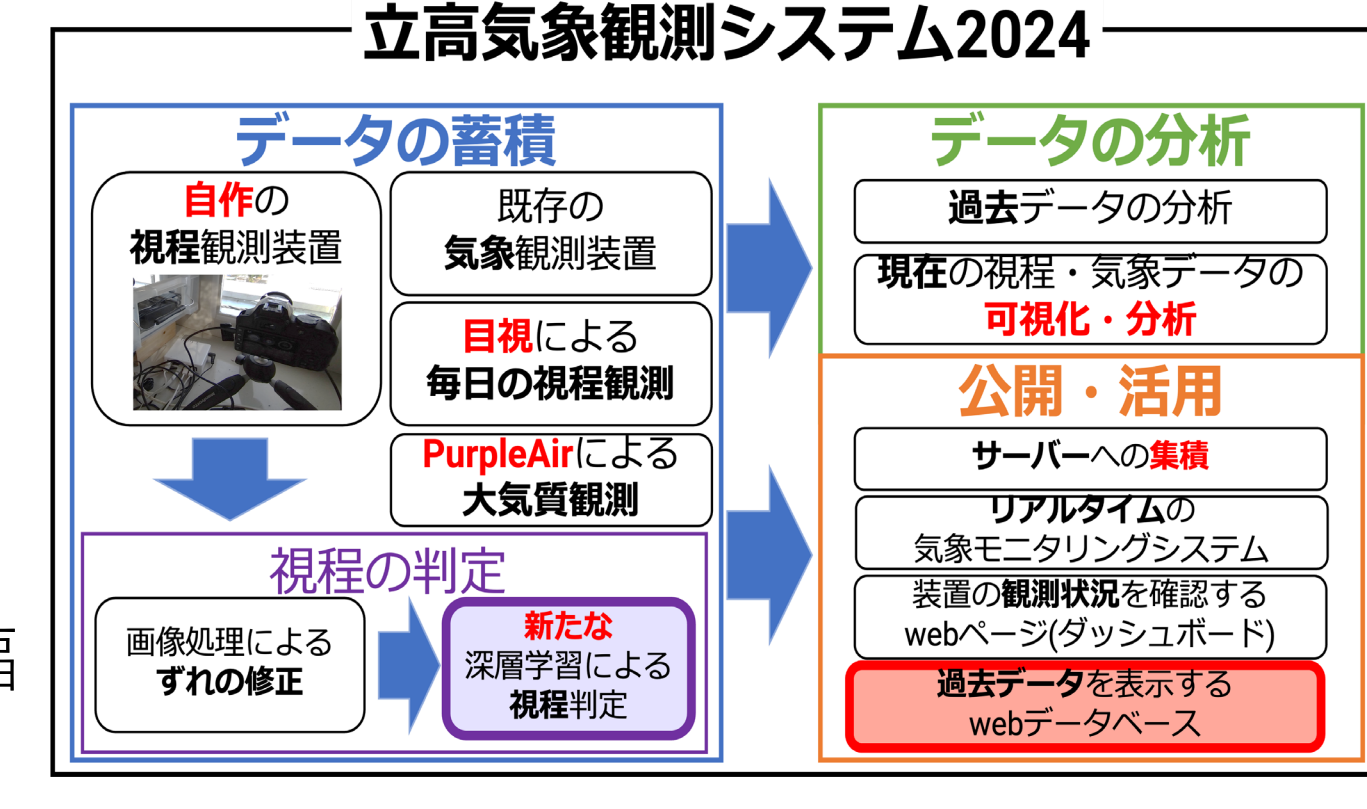 立高気象観測システム2024
データの蓄積
自作の
視程観測装置
既存の
気象観測装置
目視による
毎日の視程観測
PurpleAirによる
大気質観測
視程の判定
画像処理による
ずれの修正
新たな
深層学習による
視程判定
データの分析
過去データの分析
現在の視程・気象データの
可視化・分析
公開・活用
サーバーへの集積
リアルタイムの
気象モニタリングシステム
装置の観測状況を確認する
webページ(ダッシュボード)
過去データを表示する
webデータベース